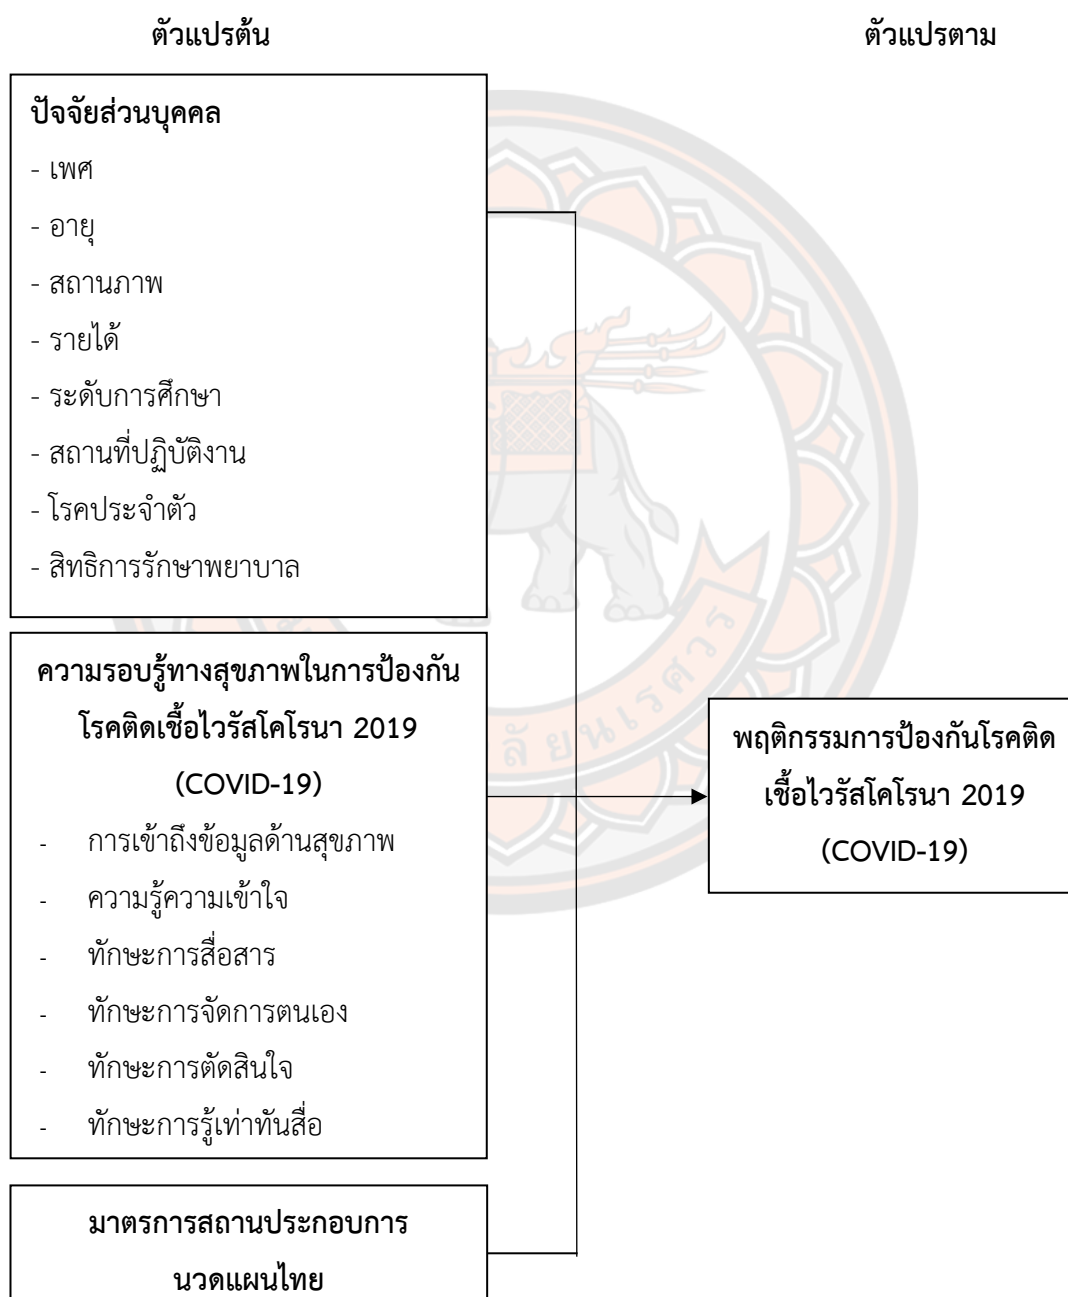 ตัวแปรต้น
ตัวแปรตาม
ปัจจัยส่วนบุคคล
- เพศ
- อายุ
- สถานภาพ
- รายได้
- ระดับการศึกษา
- สถานที่ปฏิบัติงาน
- โรคประจำตัว
- สิทธิการรักษาพยาบาล
ความรอบรู้ทางสุขภาพในการป้องกัน
โรคติดเชื้อไวรัสโคโรนา 2019
(COVID-19)
- การเข้าถึงข้อมูลด้านสุขภาพ
- ความรู้ความเข้าใจ
- ทักษะการสื่อสาร
- ทักษะการจัดการตนเอง
- ทักษะการตัดสินใจ
- ทักษะการรู้เท่าทันสื่อ
มาตรการสถานประกอบการ
นวดแผนไทย
พฤติกรรมการป้องกันโรคติด
เชื้อไวรัสโคโรนา 2019
(COVID-19)
ลัยนเรศวร